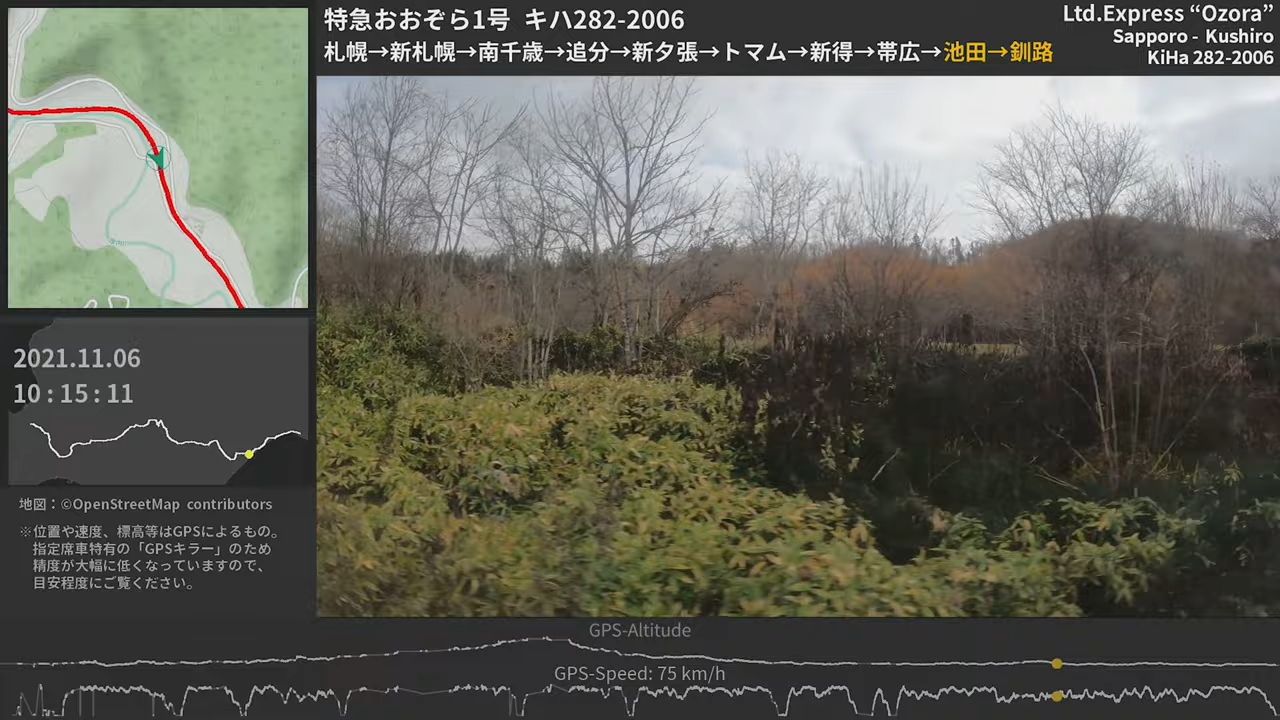 特急おおぞら1号 キハ282-2006
札幌→新札幌→南千歳→追分→新夕張→トマム→新得→帯広→池田→釧路
Ltd.Express “Ozora”
Sapporo - Kushiro
KiHa 282-2006
2021.11.06
10:15:11
地図：©OpenStreetMap contributors
※位置や速度、標高等はGPSによるもの。
指定席車特有の「GPSキラー」のため
精度が大幅に低くなっていますので、
目安程度にご覧ください。
GPS-Altitude
GPS-Speed: 75 km/h